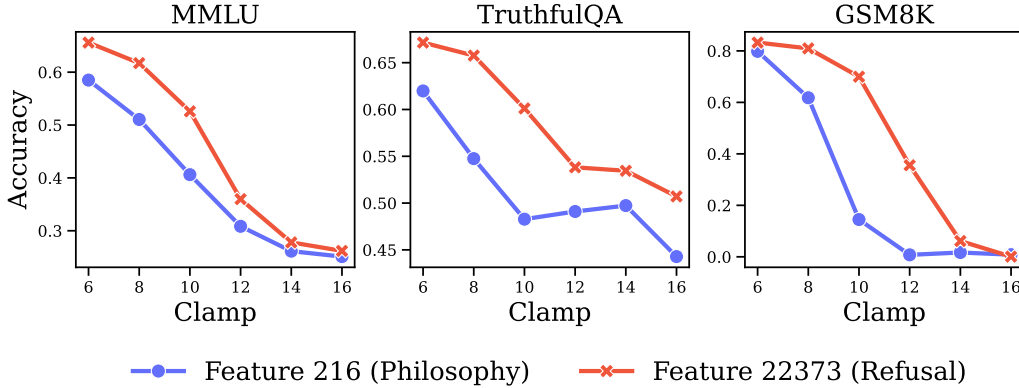 MMLU
TruthfulQA
GSM8K
Accuracy
0.6
0.5
0.4
0.3
6 8 10 12 14 16
Clamp
0.65
0.60
0.55
0.50
0.45
6 8 10 12 14 16
Clamp
0.8
0.6
0.4
0.2
0.0
6 8 10 12 14 16
Clamp
Feature 216 (Philosophy)
Feature 22373 (Refusal)